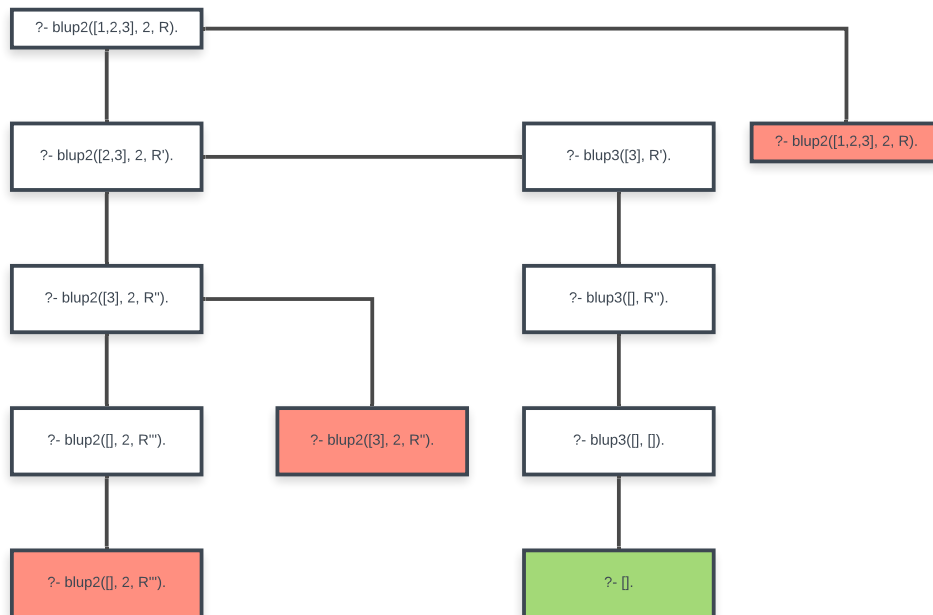 ?- blup2([1,2,3], 2, R).
?- blup2([2,3], 2, R').
?- blup3([3], R').
?- blup2([1,2,3], 2, R).
?- blup2([3], 2, R").
?- blup3([], R").
?- blup2([], 2, R"').
?- blup2([3], 2, R").
?- blup3([], []).
?- blup2([], 2, R"').
?- [].